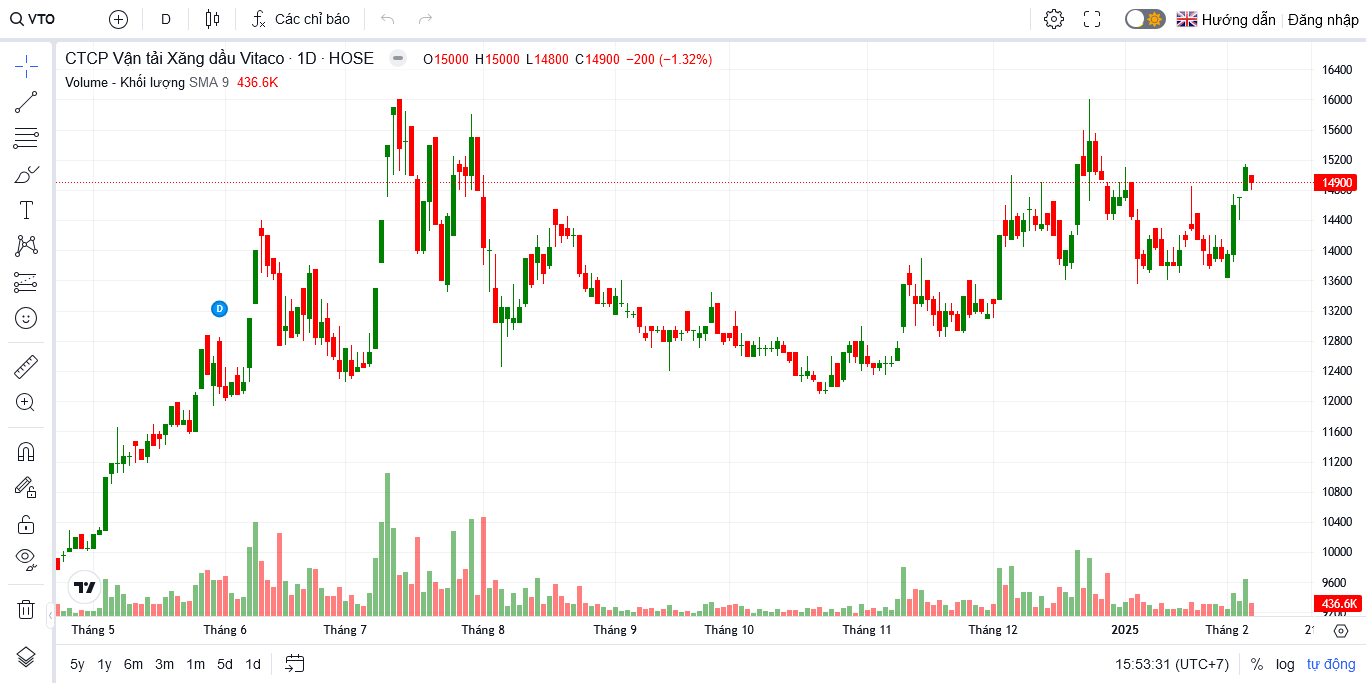 VTO
D
Các chỉ báo
Hướng dẫn
Đăng nhập
CTCP Vận tải Xăng dầu Vitaco · 1D · HOSE
O15000 H15000 L14800 C14900 −200 (−1.32%)
Volume - Khối lượng SMA 9 436.6K
D
16400
16000
15600
15200
14900
14400
14000
13600
13200
12800
12400
12000
11600
11200
10800
10400
10000
9600
436.6K
Tháng 5 Tháng 6 Tháng 7 Tháng 8 Tháng 9 Tháng 10 Tháng 11 Tháng 12 2025 Tháng 2
5y 1y 6m 3m 1m 5d 1d
15:53:31 (UTC+7) % log tự động